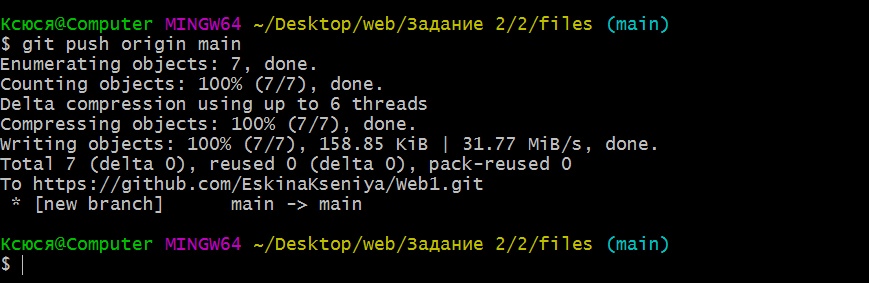 Ксюся@Computer MINGW64 ~/Desktop/web/Задание 2/2/files (main)
$ git push origin main
Enumerating objects: 7, done.
Counting objects: 100% (7/7), done.
Delta compression using up to 6 threads
Compressing objects: 100% (7/7), done.
Writing objects: 100% (7/7), 158.85 KiB | 31.77 MiB/s, done.
Total 7 (delta 0), reused 0 (delta 0), pack-reused 0
To https://github.com/EskinaKseniya/Web1.git
 * [new branch]      main -> main
Ксюся@Computer MINGW64 ~/Desktop/web/Задание 2/2/files (main)
$